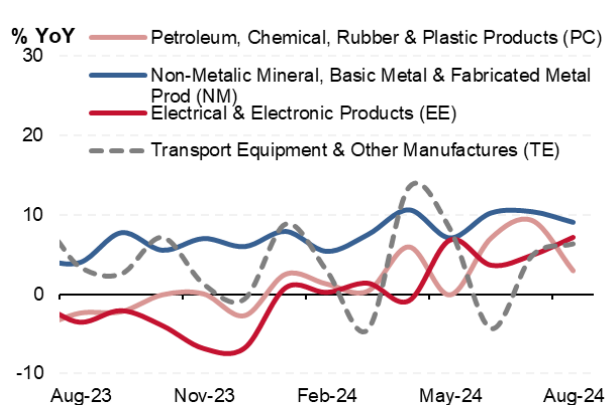 % YoY
Petroleum, Chemical, Rubber & Plastic Products (PC)
Non-Metalic Mineral, Basic Metal & Fabricated Metal
Prod (NM)
Electrical & Electronic Products (EE)
Transport Equipment & Other Manufactures (TE)
30
20
10
0
-10
Aug-23 Nov-23 Feb-24 May-24 Aug-24